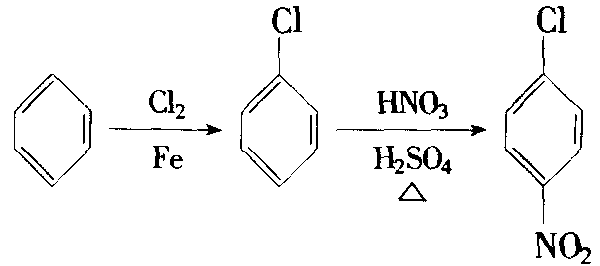 Cl
Cl
Cl₂
HNO₃
Fe
H₂SO₄
△
NO₂